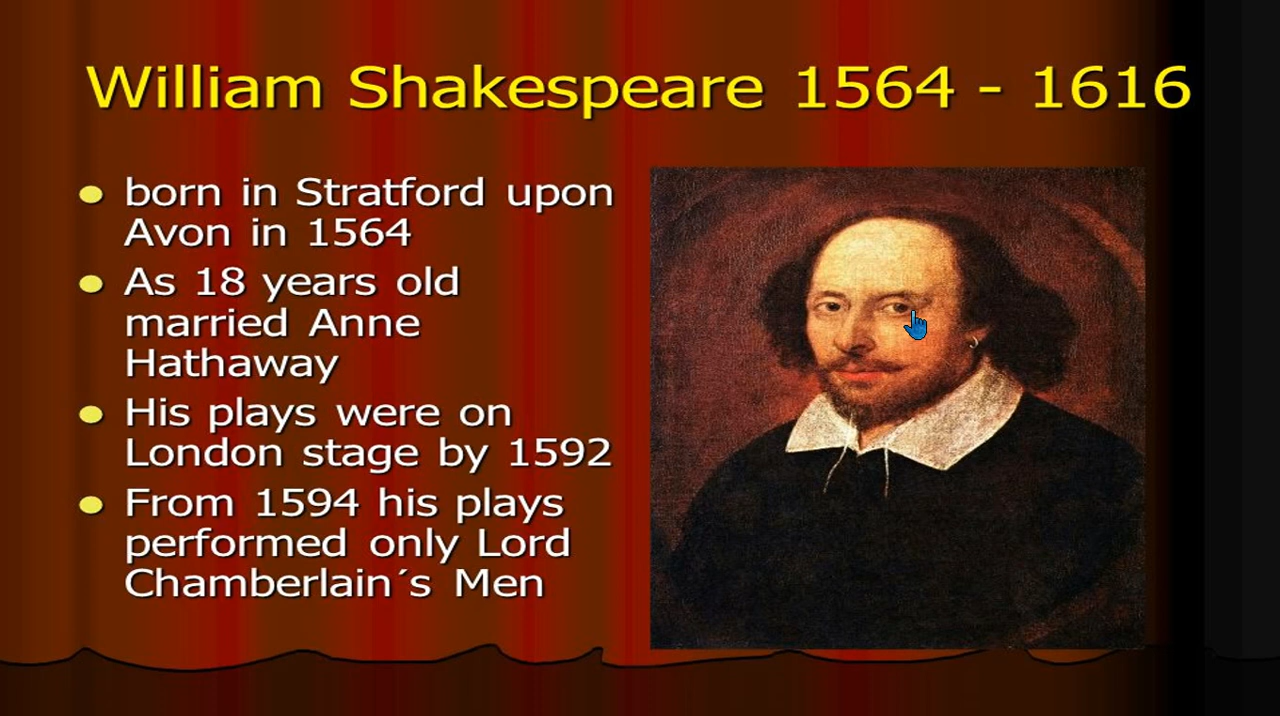 William Shakespeare 1564 - 1616
born in Stratford upon
Avon in 1564
As 18 years old
married Anne
Hathaway
His plays were on
London stage by 1592
From 1594 his plays
performed only Lord
Chamberlain´s Men